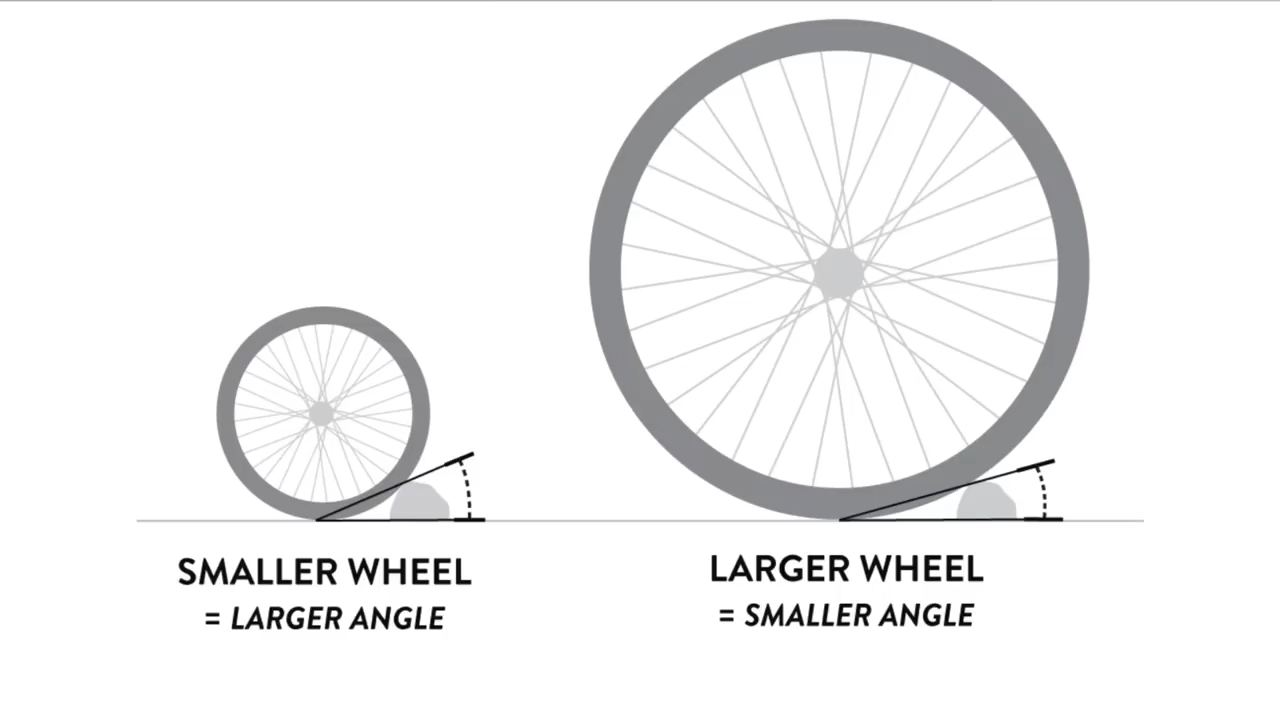 SMALLER WHEEL
= LARGER ANGLE
LARGER WHEEL
= SMALLER ANGLE